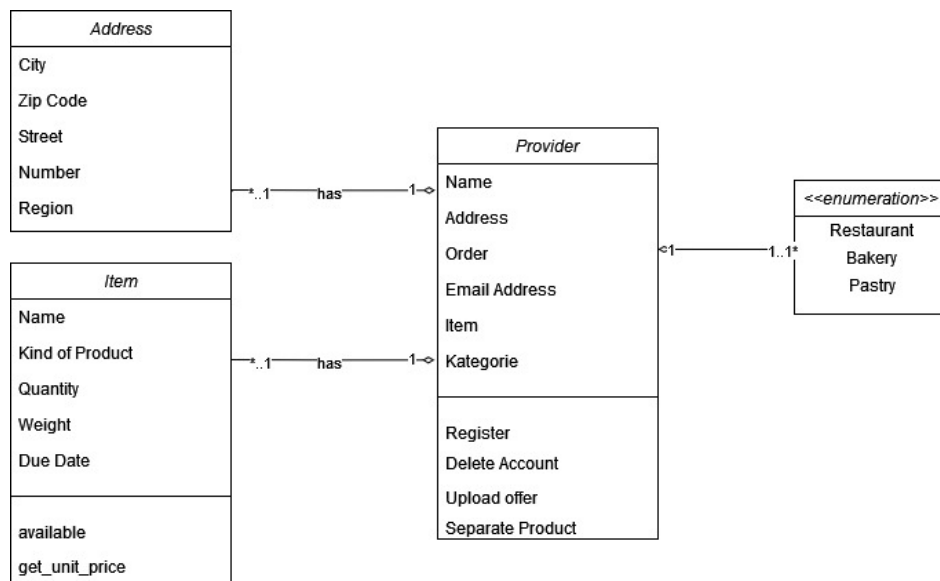 Address
City
Zip Code
Street
Number
Region
*..1 has 1
Item
Name
Kind of Product
Quantity
Weight
Due Date
available
get_unit_price
*..1 has 1
Provider
Name
Address
Order
Email Address
Item
Kategorie
Register
Delete Account
Upload offer
Separate Product
1 1..1*
<<enumeration>>
Restaurant
Bakery
Pastry